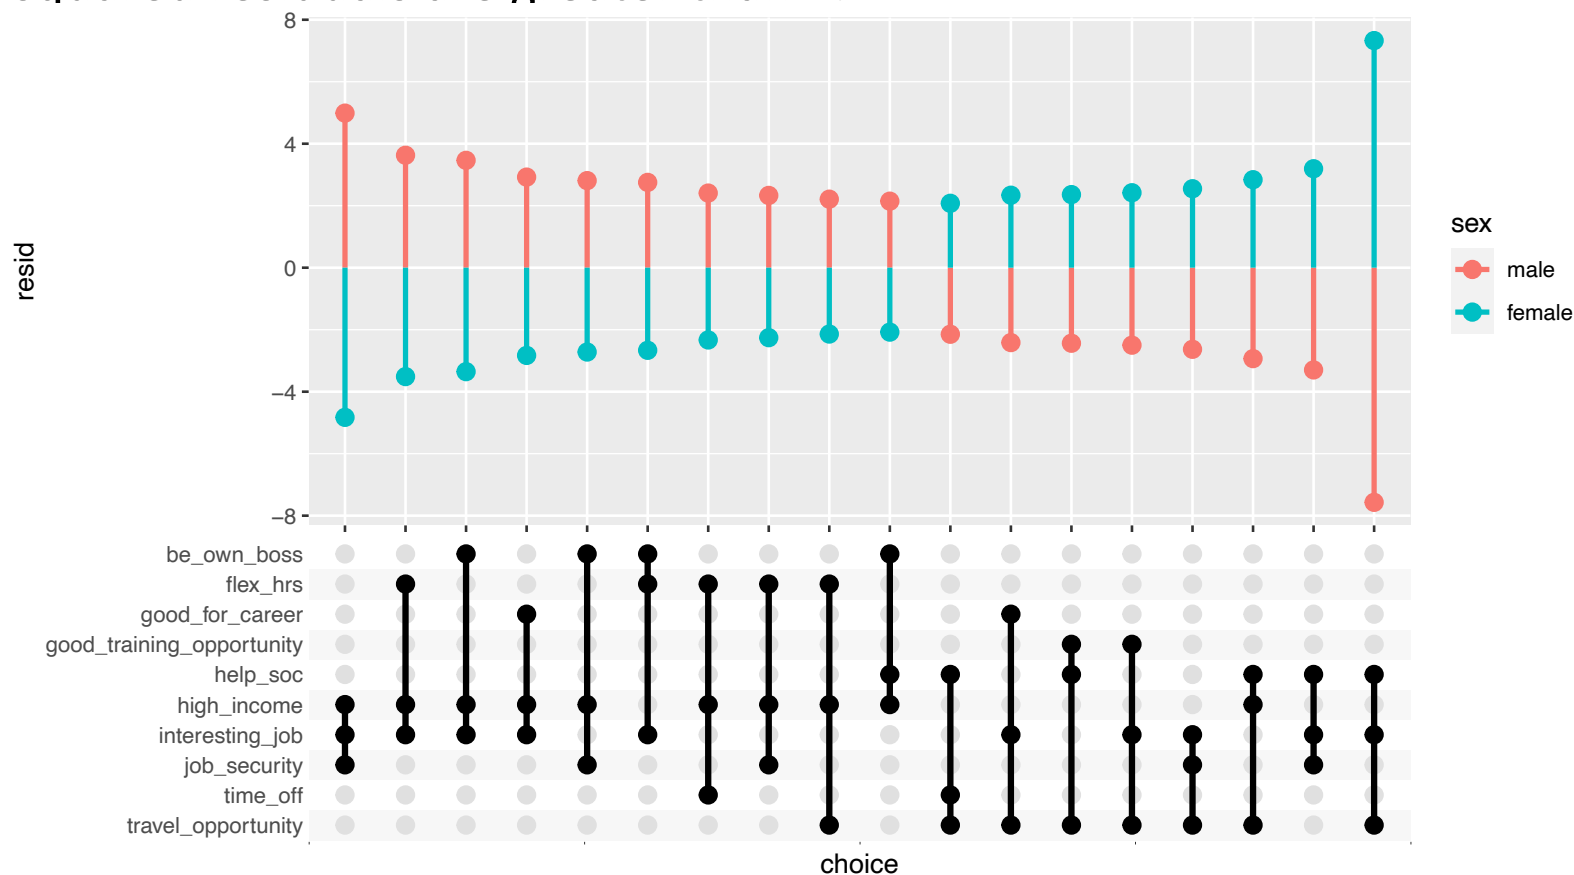 8
4
0
−4
−8
resid
sex
male
female
be_own_boss
flex_hrs
good_for_career
good_training_opportunity
help_soc
high_income
interesting_job
job_security
time_off
travel_opportunity
choice